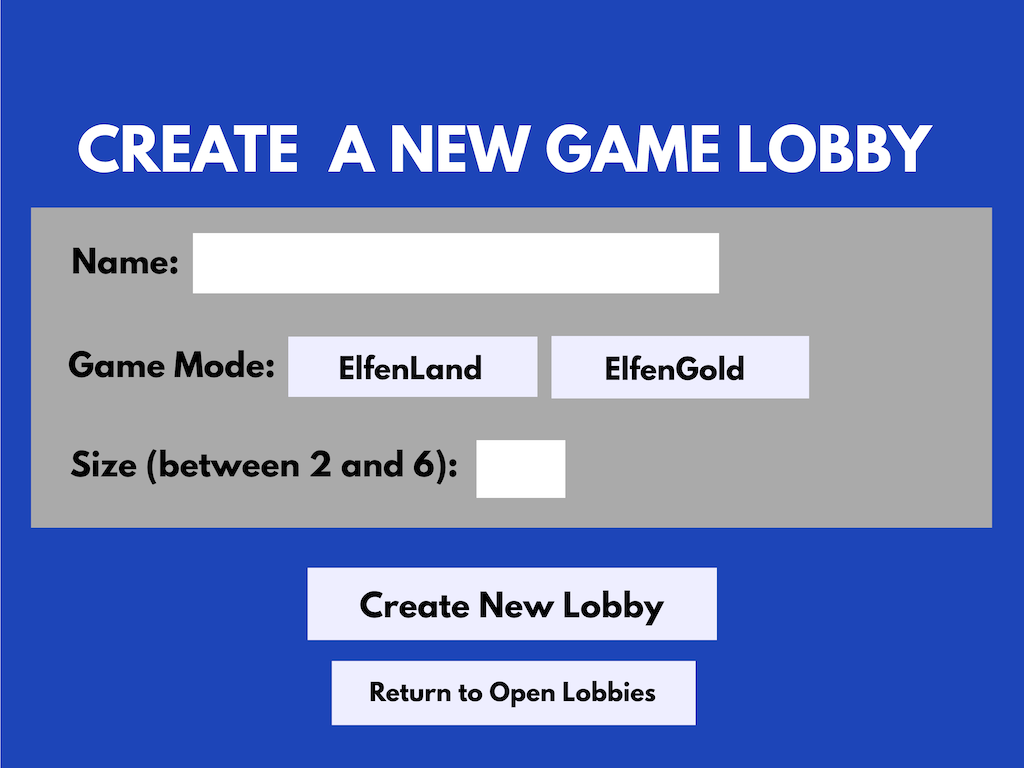 CREATE A NEW GAME LOBBY
Name:
Game Mode: ElfenLand ElfenGold
Size (between 2 and 6):
Create New Lobby
Return to Open Lobbies